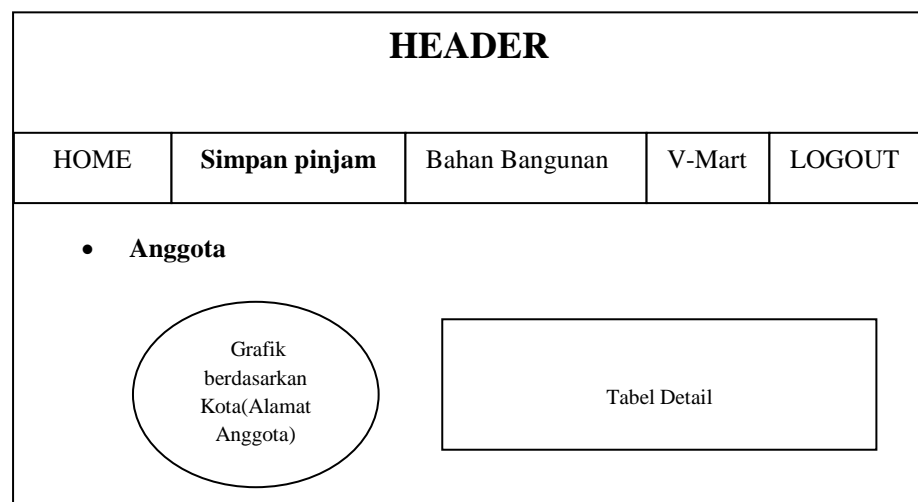 HEADER
HOME Simpan pinjam Bahan Bangunan V-Mart LOGOUT
• Anggota
Grafik
berdasarkan
Kota(Alamat
Anggota)
Tabel Detail